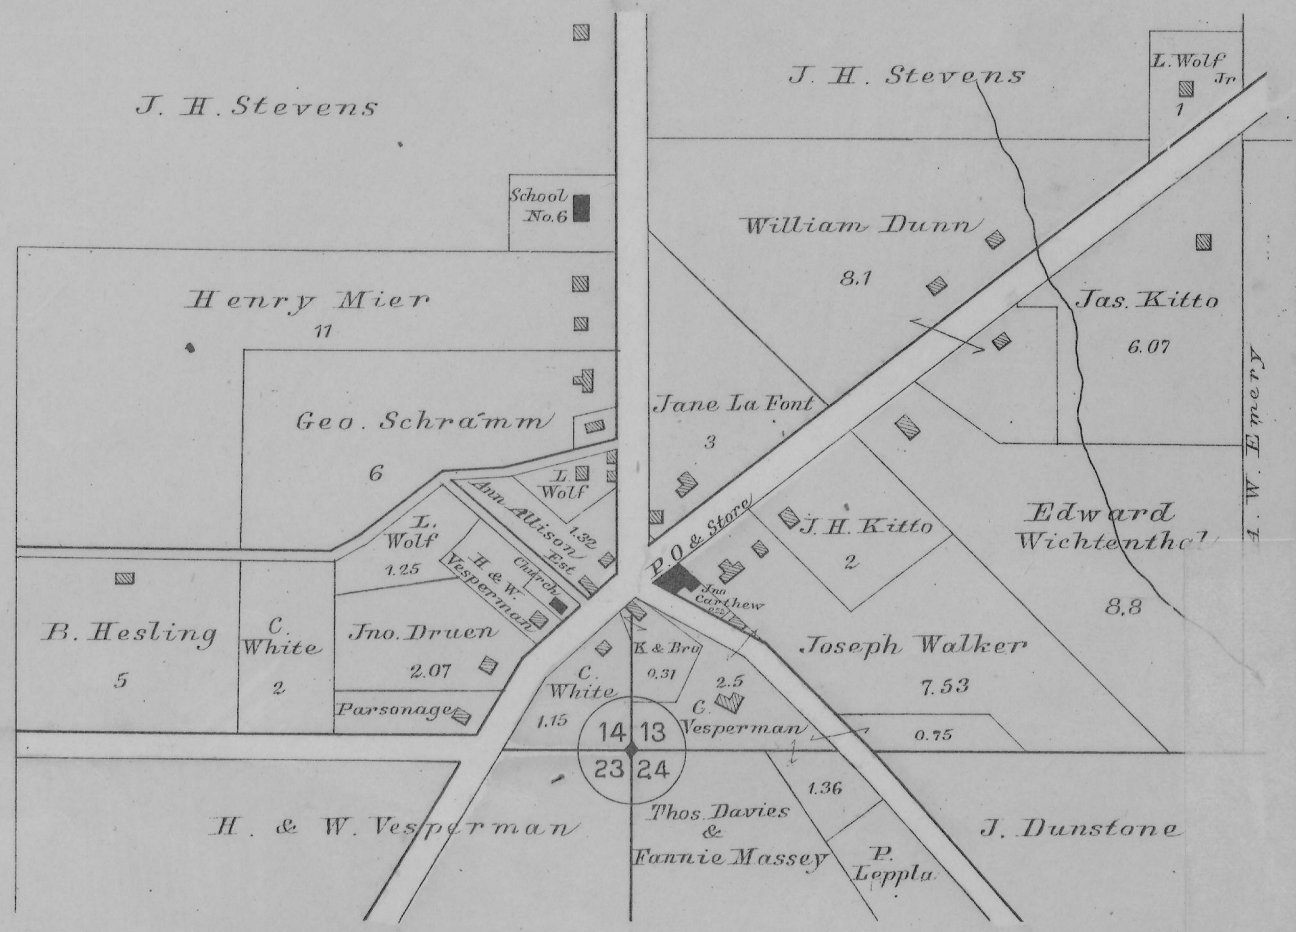 J. H. Stevens
J. H. Stevens
L. Wolf
Jr
1
School
No. 6
William Dunn
8.1
Henry Mier
11
Jas. Kitto
6.07
F. W. Emery
Geo. Schramm
6
Jane La Font
3
L.
Wolf
Ann Allison
Est
1.32
P.O & Store
J. H. Kitto
2
Edward
Wichtenthal
8.8
L.
Wolf
1.25
H. & W.
Vesperman
Church
Jno
Carthew
B. Hesling
5
C.
White
2
Jno. Druen
2.07
Parsonage
C.
White
1.15
K & Bro
0.31
2.5
C.
Vesperman
Joseph Walker
7.53
0.75
14 13
23 24
1.36
H. & W. Vesperman
Thos. Davies
&
Fannie Massey
P.
Leppla
J. Dunstone